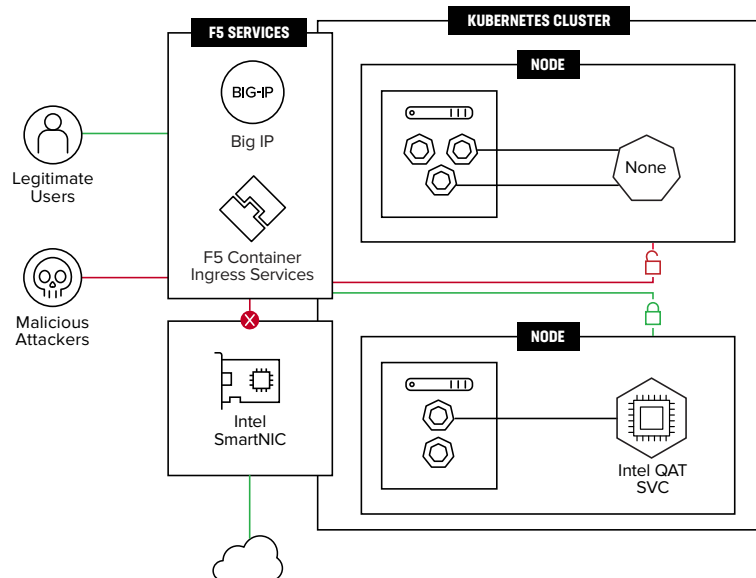 F5 SERVICES
KUBERNETES CLUSTER
BIG-IP
Big IP
Legitimate
Users
F5 Container
Ingress Services
Malicious
Attackers
NODE
None
NODE
Intel
SmartNIC
Intel QAT
SVC